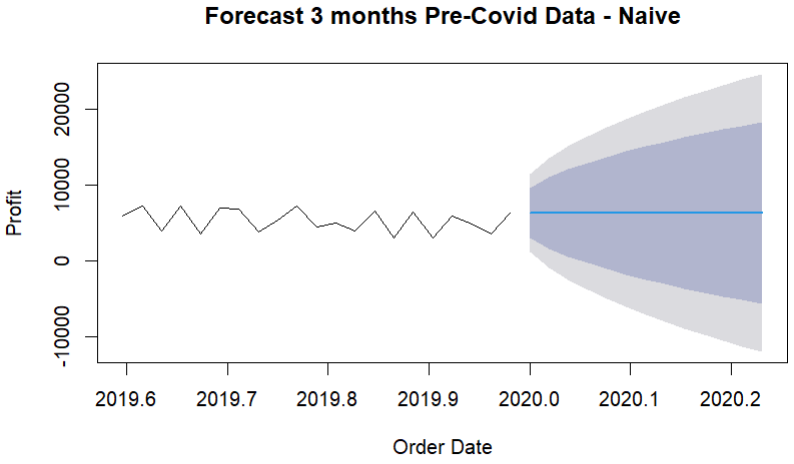 Forecast 3 months Pre-Covid Data - Naive
20000
10000
0
-10000
Profit
2019.6 2019.7 2019.8 2019.9 2020.0 2020.1 2020.2
Order Date